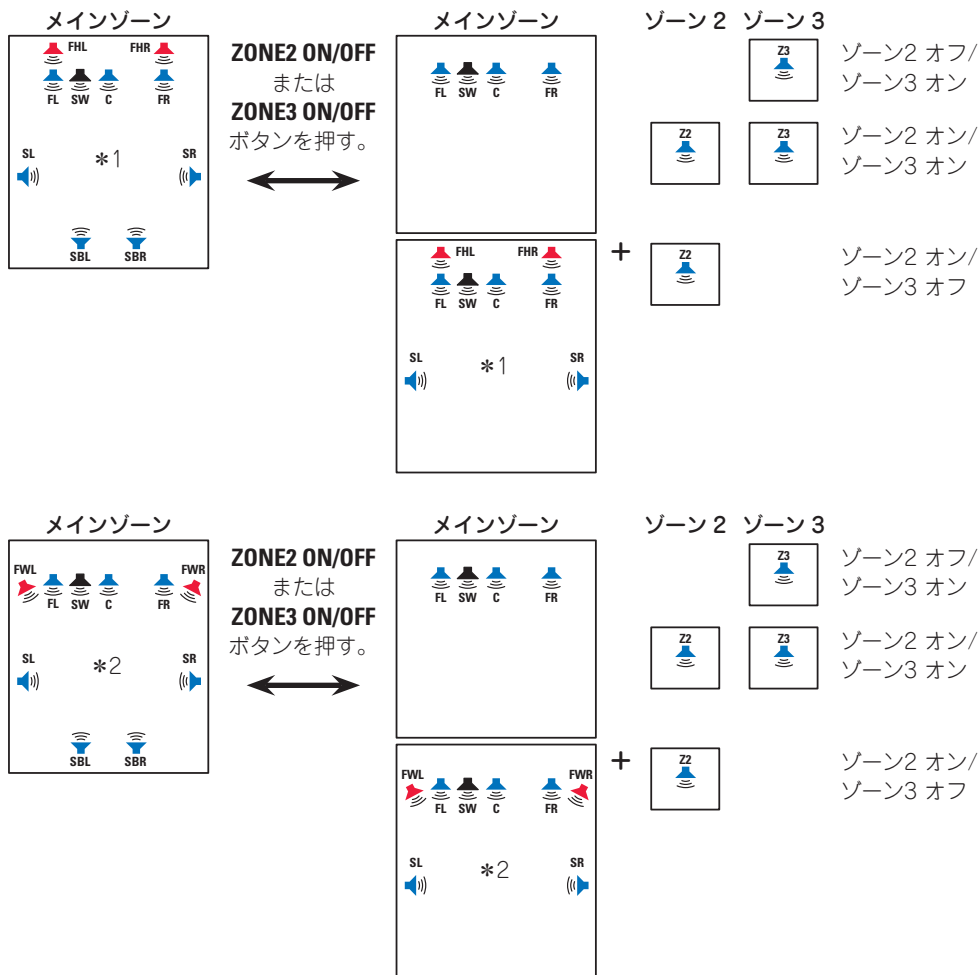 メインゾーン
FHL FHR
FL SW C FR
SL *1 SR
SBL SBR
ZONE2 ON/OFF
または
ZONE3 ON/OFF
ボタンを押す。
メインゾーン ゾーン 2 ゾーン 3
FL SW C FR
Z3
ゾーン2 オフ/
ゾーン3 オン
Z2 Z3
ゾーン2 オン/
ゾーン3 オン
FHL FHR
FL SW C FR
SL *1 SR
+
Z2
ゾーン2 オン/
ゾーン3 オフ
メインゾーン
FWL FWR
FL SW C FR
SL *2 SR
SBL SBR
ZONE2 ON/OFF
または
ZONE3 ON/OFF
ボタンを押す。
メインゾーン ゾーン 2 ゾーン 3
FL SW C FR
Z3
ゾーン2 オフ/
ゾーン3 オン
Z2 Z3
ゾーン2 オン/
ゾーン3 オン
FWL FWR
FL SW C FR
SL *2 SR
+
Z2
ゾーン2 オン/
ゾーン3 オフ